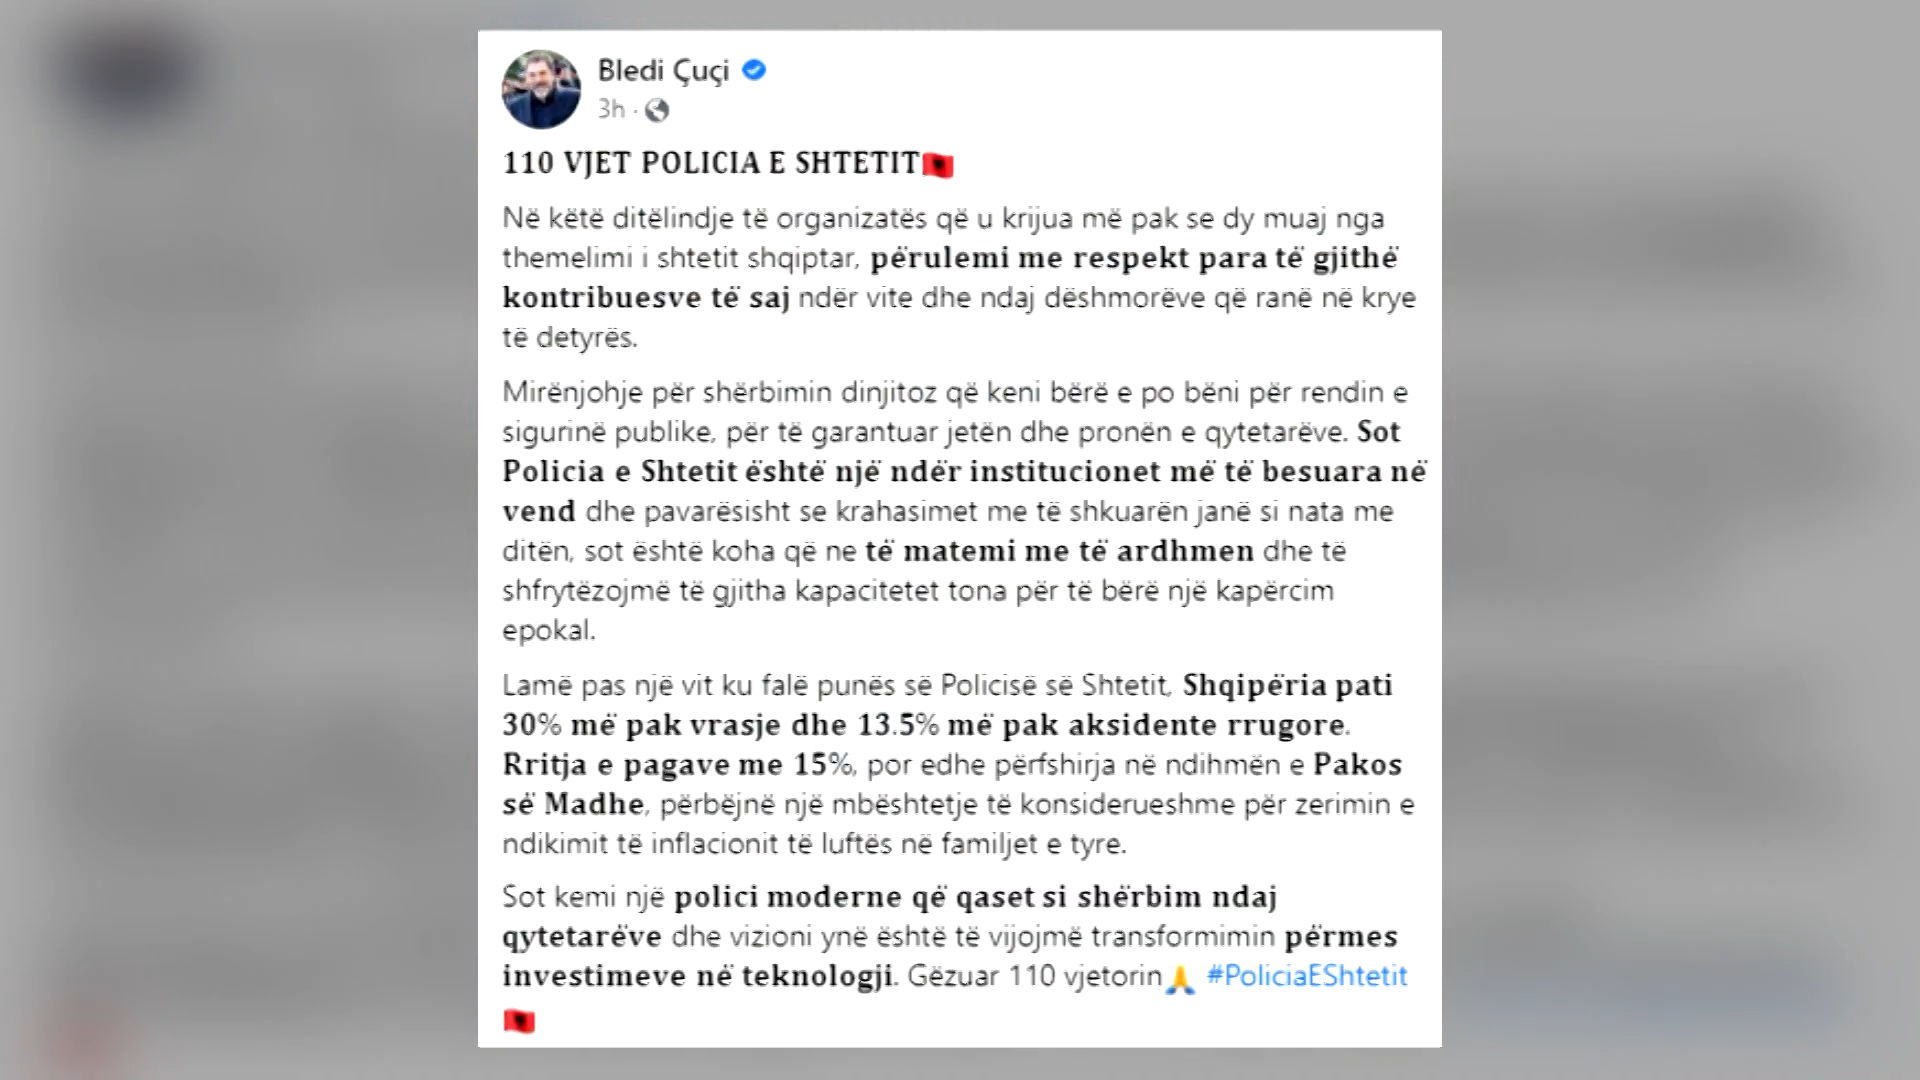 Bledi Çuçi
3h ·
110 VJET POLICIA E SHTETIT
Në këtë ditëlindje të organizatës që u krijua më pak se dy muaj nga
themelimi i shtetit shqiptar, përulemi me respekt para të gjithë
kontribuesve të saj ndër vite dhe ndaj dëshmorëve që ranë në krye
të detyrës.
Mirënjohje për shërbimin dinjitoz që keni bërë e po bëni për rendin e
sigurinë publike, për të garantuar jetën dhe pronën e qytetarëve. Sot
Policia e Shtetit është një ndër institucionet më të besuara në
vend dhe pavarësisht se krahasimet me të shkuarën janë si nata me
ditën, sot është koha që ne të matemi me të ardhmen dhe të
shfrytëzojmë të gjitha kapacitetet tona për të bërë një kapërcim
epokal.
Lamë pas një vit ku falë punës së Policisë së Shtetit, Shqipëria pati
30% më pak vrasje dhe 13.5% më pak aksidente rrugore.
Rritja e pagave me 15%, por edhe përfshirja në ndihmën e Pakos
së Madhe, përbëjnë një mbështetje të konsiderueshme për zerimin e
ndikimit të inflacionit të luftës në familjet e tyre.
Sot kemi një polici moderne që qaset si shërbim ndaj
qytetarëve dhe vizioni ynë është të vijojmë transformimin përmes
investimeve në teknologji. Gëzuar 110 vjetorin🙏 #PoliciaEShtetit